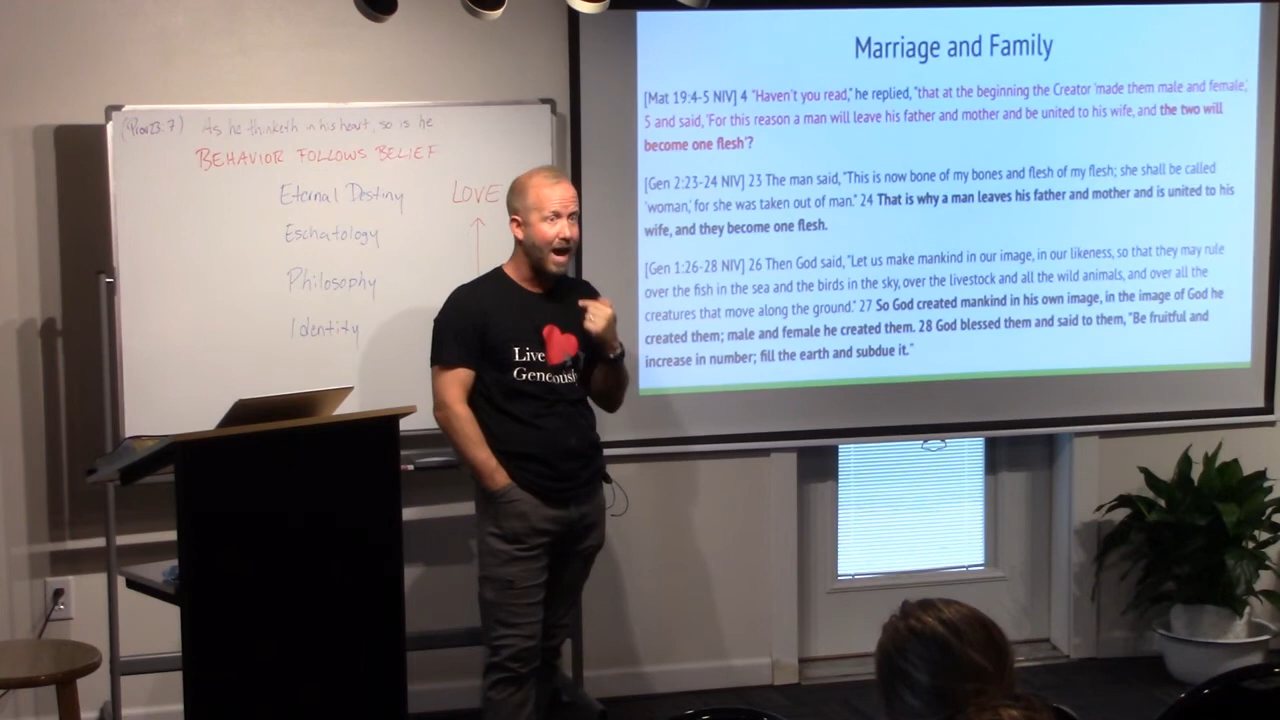 (Prov 23:7) As he thinketh in his heart, so is he
BEHAVIOR FOLLOWS BELIEF
Eternal Destiny
LOVE
Eschatology
Philosophy
Identity
Live
Generously
Marriage and Family
[Mat 19:4-5 NIV] 4 "Haven't you read," he replied, "that at the beginning the Creator 'made them male and female,'
5 and said, 'For this reason a man will leave his father and mother and be united to his wife, and the two will
become one flesh'?
[Gen 2:23-24 NIV] 23 The man said, "This is now bone of my bones and flesh of my flesh; she shall be called
'woman,' for she was taken out of man." 24 That is why a man leaves his father and mother and is united to his
wife, and they become one flesh.
[Gen 1:26-28 NIV] 26 Then God said, "Let us make mankind in our image, in our likeness, so that they may rule
over the fish in the sea and the birds in the sky, over the livestock and all the wild animals, and over all the
creatures that move along the ground." 27 So God created mankind in his own image, in the image of God he
created them; male and female he created them. 28 God blessed them and said to them, "Be fruitful and
increase in number; fill the earth and subdue it."